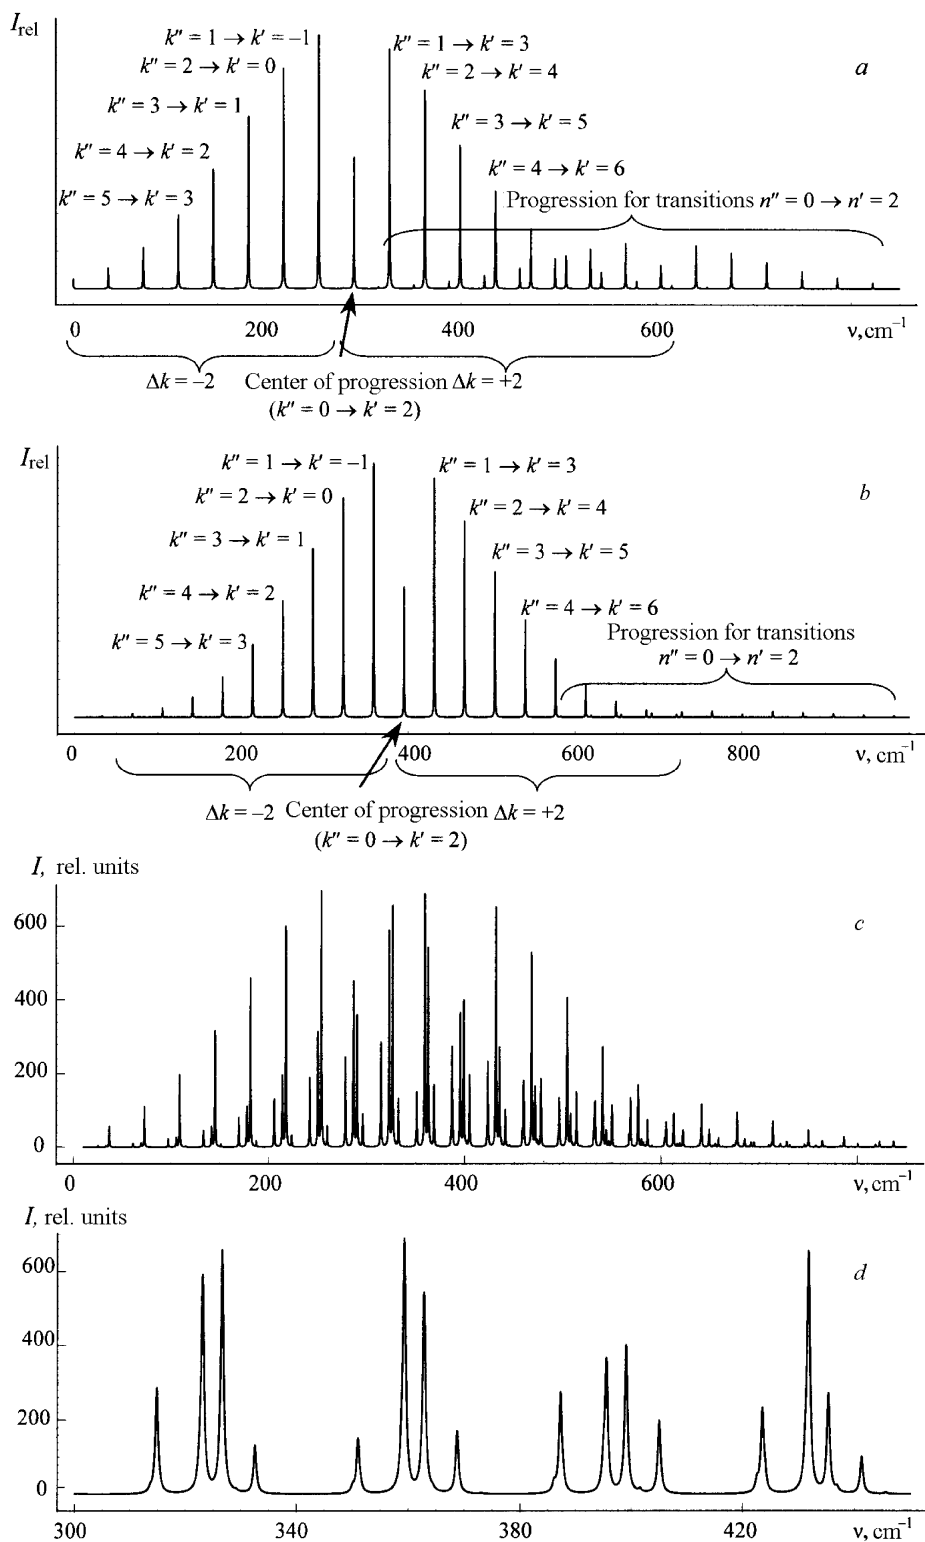 I rel
k″ = 1 → k′ = –1
k″ = 1 → k′ = 3
a
k″ = 2 → k′ = 0
k″ = 2 → k′ = 4
k″ = 3 → k′ = 1
k″ = 3 → k′ = 5
k″ = 4 → k′ = 2
k″ = 4 → k′ = 6
k″ = 5 → k′ = 3
Progression for transitions n″ = 0 → n′ = 2
0 200 400 600 ν, cm⁻¹
Δk = –2 Center of progression Δk = +2
(k″ = 0 → k′ = 2)
I rel
k″ = 1 → k′ = –1
k″ = 1 → k′ = 3
b
k″ = 2 → k′ = 0
k″ = 2 → k′ = 4
k″ = 3 → k′ = 1
k″ = 3 → k′ = 5
k″ = 4 → k′ = 2
k″ = 4 → k′ = 6
k″ = 5 → k′ = 3
Progression for transitions
n″ = 0 → n′ = 2
0 200 400 600 800 ν, cm⁻¹
Δk = –2 Center of progression Δk = +2
(k″ = 0 → k′ = 2)
I, rel. units
600
c
400
200
0
0 200 400 600 ν, cm⁻¹
I, rel. units
600
d
400
200
0
300 340 380 420 ν, cm⁻¹